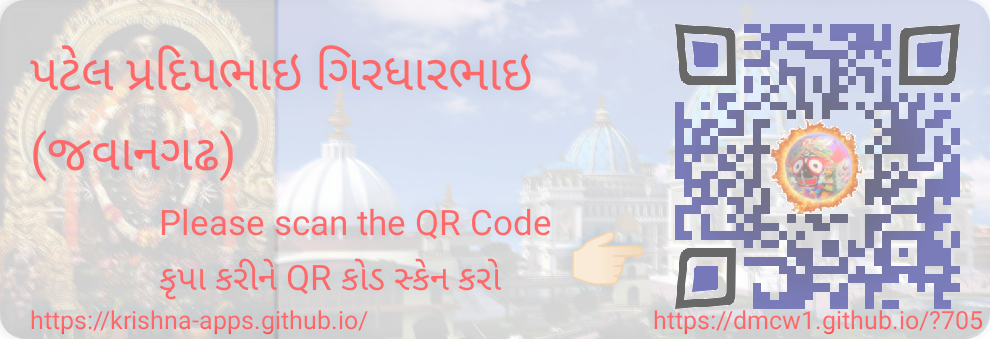 પટેલ પ્રદિપભાઇ ગિરધારભાઇ
(જવાનગઢ)
Please scan the QR Code
કૃપા કરીને QR કોડ સ્કેન કરો
https://krishna-apps.github.io/
https://dmcw1.github.io/?705